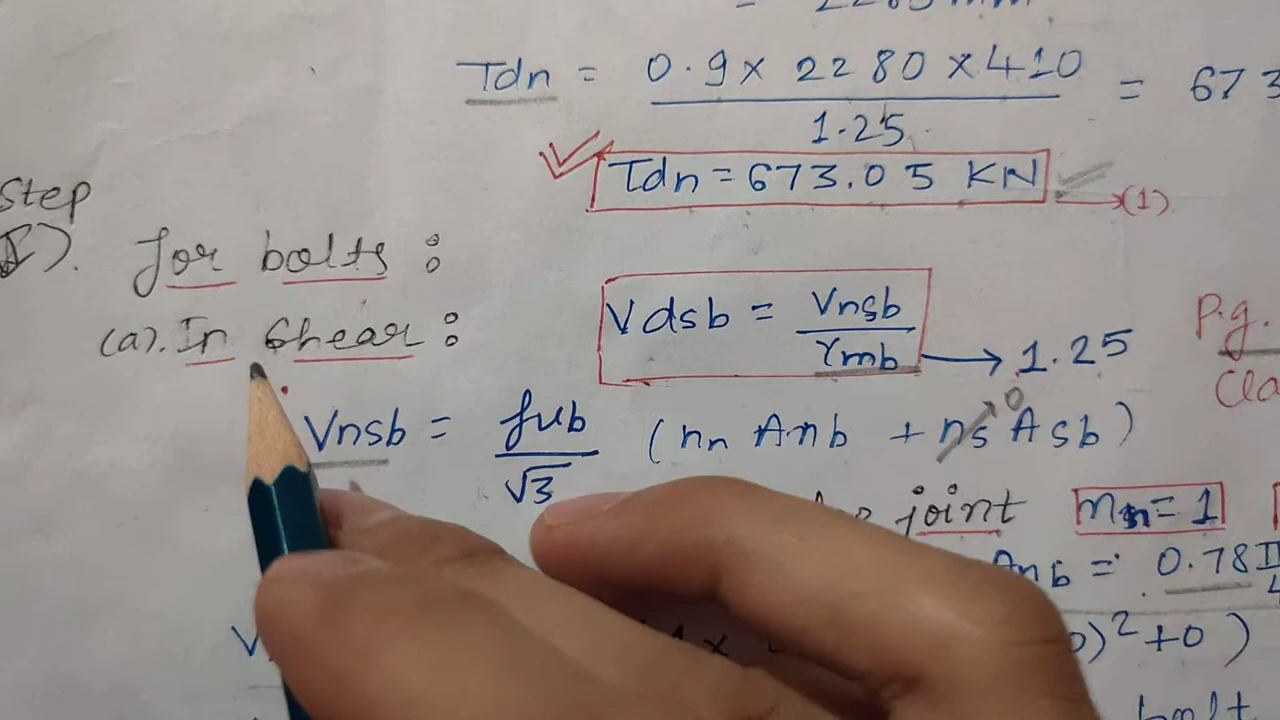 Tdn = 0.9 x 2280 x 410 / 1.25 = 673
Tdn = 673.05 KN (1)
Step
I). for bolts :
(a). In Shear :
Vdsb = Vnsb / γmb → 1.25
P.g.
Vnsb = fub / √3 (nn Anb + ns Asb) 0
joint nn = 1
Anb = 0.78 π
)² + 0 )
bolt